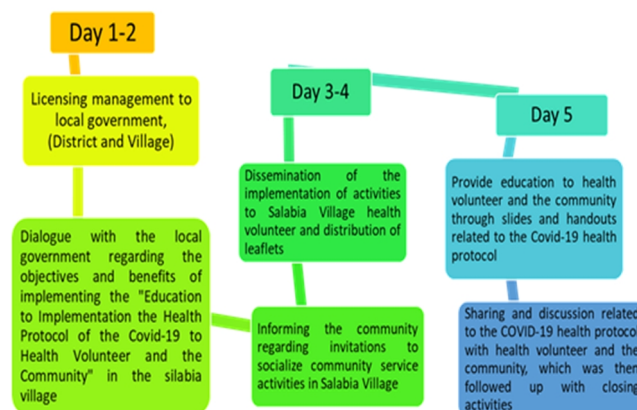 Day 1-2
Licensing management to
local government,
(District and Village)
Dialogue with the local
government regarding the
objectives and benefits of
implementing the "Education
to Implementation the Health
Protocol of the Covid-19 to
Health Volunteer and the
Community" in the silabia
village
Day 3-4
Dissemination of the
implementation of activities
to Salabia Village health
volunteer and distribution of
leaflets
Informing the community
regarding invitations to
socialize community service
activities in Salabia Village
Day 5
Provide education to health
volunteer and the community
through slides and handouts
related to the Covid-19 health
protocol
Sharing and discussion related
to the COVID-19 health protocol
with health volunteer and the
community, which was then
followed up with closing
activities